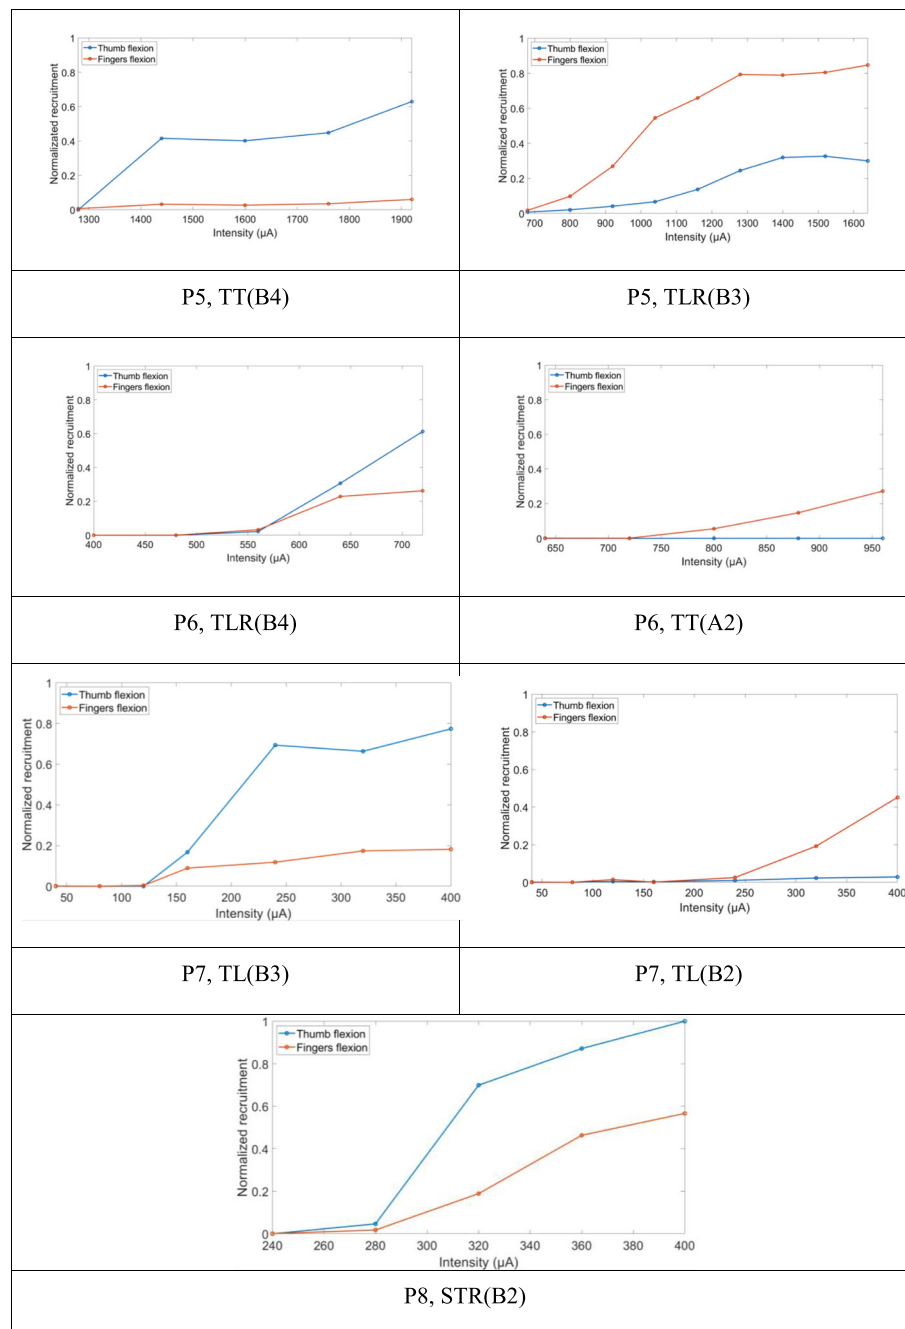 1
Thumb flexion
Fingers flexion
0.8
0.6
0.4
0.2
0
Normalizated recruitment
1300 1400 1500 1600 1700 1800 1900
Intensity (µA)
1
Thumb flexion
Fingers flexion
0.8
0.6
0.4
0.2
0
Normalized recruitment
700 800 900 1000 1100 1200 1300 1400 1500 1600
Intensity (µA)
P5, TT(B4)
P5, TLR(B3)
1
Thumb flexion
Fingers flexion
0.8
0.6
0.4
0.2
0
Normalized recruitment
400 450 500 550 600 650 700
Intensity (µA)
1
Thumb flexion
Fingers flexion
0.8
0.6
0.4
0.2
0
Normalized recruitment
650 700 750 800 850 900 950
Intensity (µA)
P6, TLR(B4)
P6, TT(A2)
1
Thumb flexion
Fingers flexion
0.8
0.6
0.4
0.2
0
Normalized recruitment
50 100 150 200 250 300 350 400
Intensity (µA)
1
Thumb flexion
Fingers flexion
0.8
0.6
0.4
0.2
0
Normalized recruitment
50 100 150 200 250 300 350 400
Intensity (µA)
P7, TL(B3)
P7, TL(B2)
1
Thumb flexion
Fingers flexion
0.8
0.6
0.4
0.2
0
Normalized recruitment
240 260 280 300 320 340 360 380 400
Intensity (µA)
P8, STR(B2)